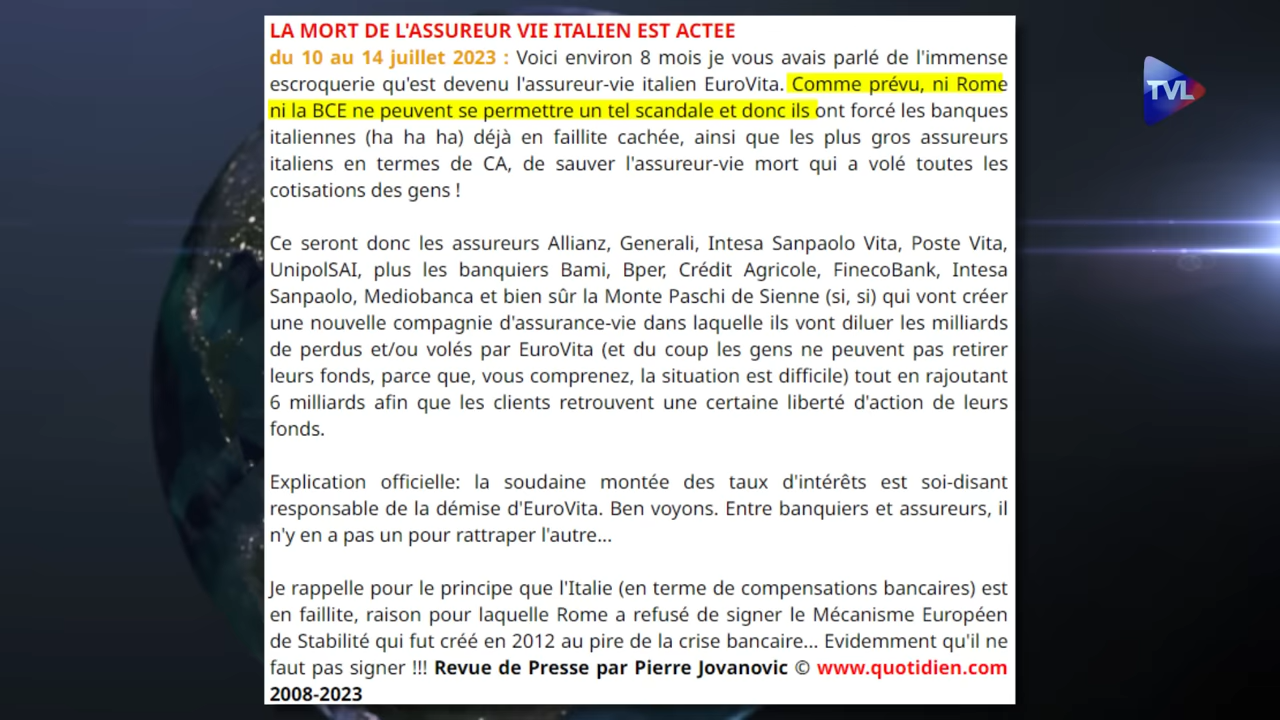 LA MORT DE L'ASSUREUR VIE ITALIEN EST ACTEE
du 10 au 14 juillet 2023 : Voici environ 8 mois je vous avais parlé de l'immense
escroquerie qu'est devenu l'assureur-vie italien EuroVita. Comme prévu, ni Rome
ni la BCE ne peuvent se permettre un tel scandale et donc ils ont forcé les banques
italiennes (ha ha ha) déjà en faillite cachée, ainsi que les plus gros assureurs
italiens en termes de CA, de sauver l'assureur-vie mort qui a volé toutes les
cotisations des gens !
Ce seront donc les assureurs Allianz, Generali, Intesa Sanpaolo Vita, Poste Vita,
UnipolSAI, plus les banquiers Bami, Bper, Crédit Agricole, FinecoBank, Intesa
Sanpaolo, Mediobanca et bien sûr la Monte Paschi de Sienne (si, si) qui vont créer
une nouvelle compagnie d'assurance-vie dans laquelle ils vont diluer les milliards
de perdus et/ou volés par EuroVita (et du coup les gens ne peuvent pas retirer
leurs fonds, parce que, vous comprenez, la situation est difficile) tout en rajoutant
6 milliards afin que les clients retrouvent une certaine liberté d'action de leurs
fonds.
Explication officielle: la soudaine montée des taux d'intérêts est soi-disant
responsable de la démise d'EuroVita. Ben voyons. Entre banquiers et assureurs, il
n'y en a pas un pour rattraper l'autre...
Je rappelle pour le principe que l'Italie (en terme de compensations bancaires) est
en faillite, raison pour laquelle Rome a refusé de signer le Mécanisme Européen
de Stabilité qui fut créé en 2012 au pire de la crise bancaire... Evidemment qu'il ne
faut pas signer !!! Revue de Presse par Pierre Jovanovic © www.quotidien.com
2008-2023
TVL